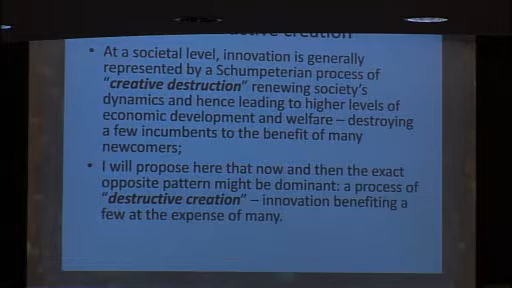 creation
• At a societal level, innovation is generally
represented by a Schumpeterian process of
“creative destruction” renewing society’s
dynamics and hence leading to higher levels of
economic development and welfare – destroying
a few incumbents to the benefit of many
newcomers;
• I will propose here that now and then the exact
opposite pattern might be dominant: a process of
“destructive creation” – innovation benefiting a
few at the expense of many.